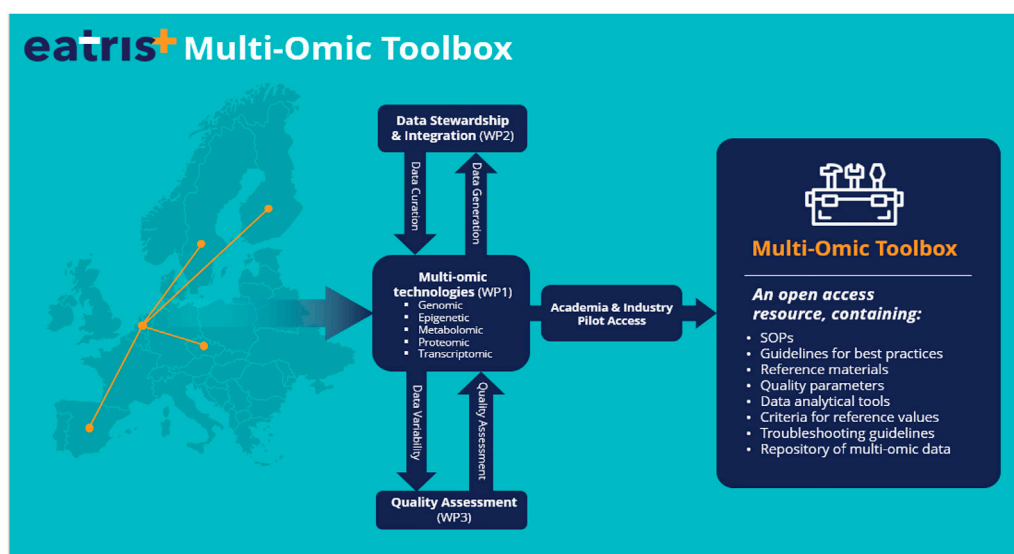 eatris+ Multi-Omic Toolbox
Data Stewardship
& Integration (WP2)
Data Curation
Data Generation
Multi-omic
technologies (WP1)
▪ Genomic
▪ Epigenetic
▪ Metabolomic
▪ Proteomic
▪ Transcriptomic
Academia & Industry
Pilot Access
Data Variability
Quality Assessment
Quality Assessment
(WP3)
Multi-Omic Toolbox
An open access
resource, containing:
• SOPs
• Guidelines for best practices
• Reference materials
• Quality parameters
• Data analytical tools
• Criteria for reference values
• Troubleshooting guidelines
• Repository of multi-omic data